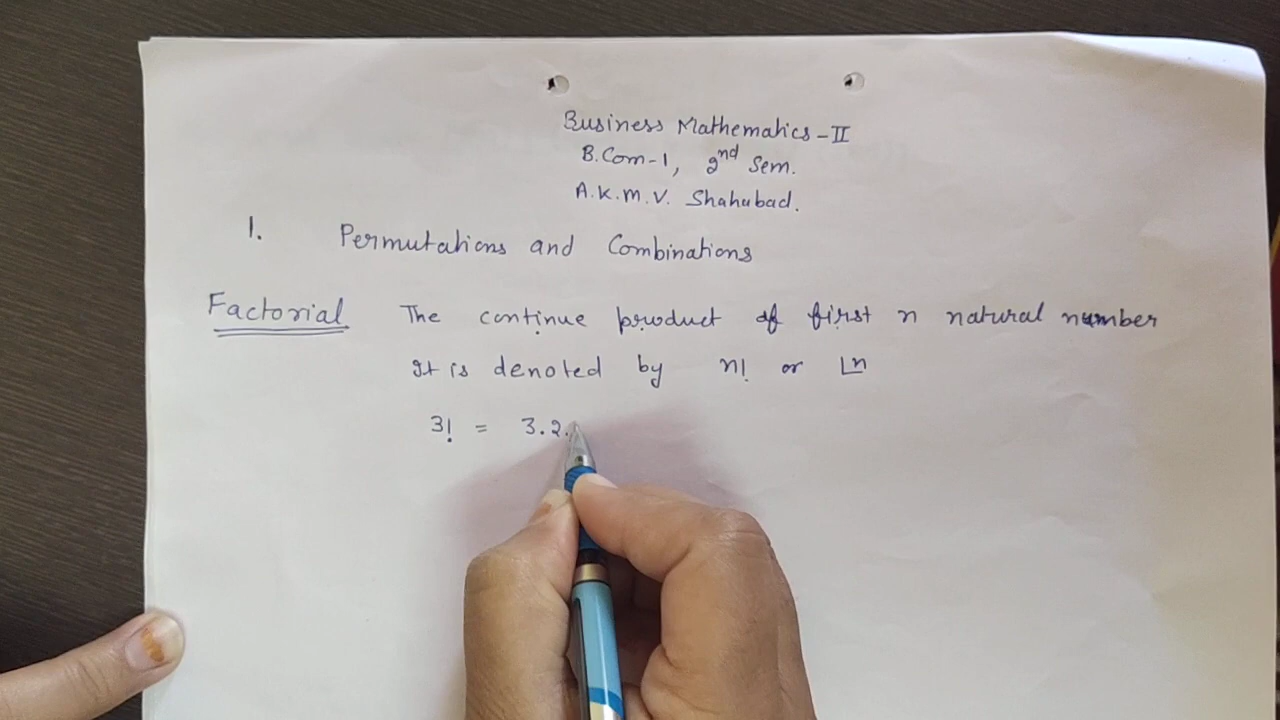 Business Mathematics - II
B.Com-1, 2nd Sem.
A.K.M.V. Shahabad.
1. Permutations and Combinations
Factorial The continue product of first n natural number
It is denoted by n! or ⌊n
3! = 3.2.